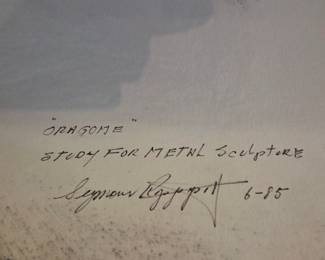 "ORAGOME"
STUDY FOR METAL SCULPTURE
Seymour Rappaport 6-85